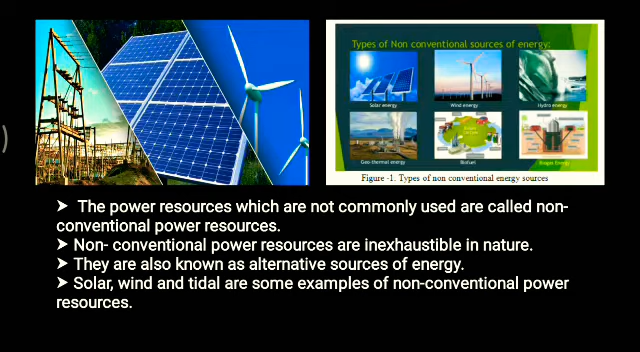 Types of Non conventional sources of energy:
Solar energy
Wind energy
Hydro energy
Geo-thermal energy
Biofuel
Biogas Energy
Figure -1. Types of non conventional energy sources
➤ The power resources which are not commonly used are called non-
conventional power resources.
➤ Non- conventional power resources are inexhaustible in nature.
➤ They are also known as alternative sources of energy.
➤ Solar, wind and tidal are some examples of non-conventional power
resources.